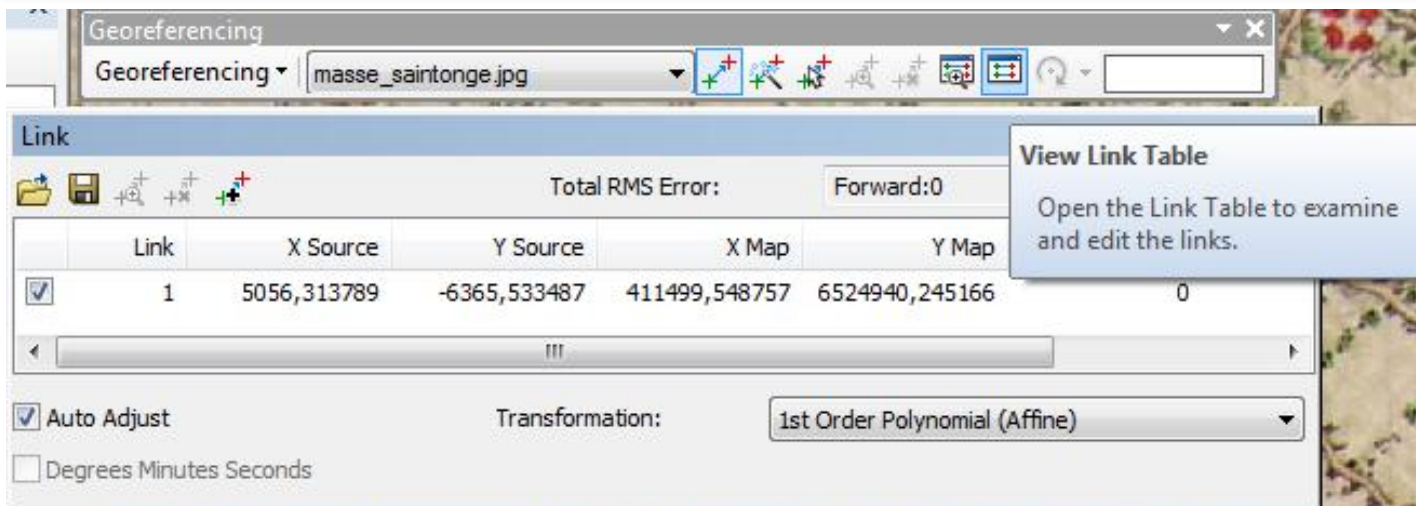 Georeferencing
Georeferencing masse_saintonge.jpg
Link
View Link Table
Open the Link Table to examine
and edit the links.
Total RMS Error: Forward:0
Link X Source Y Source X Map Y Map
1 5056,313789 -6365,533487 411499,548757 6524940,245166 0
Auto Adjust Transformation: 1st Order Polynomial (Affine)
Degrees Minutes Seconds